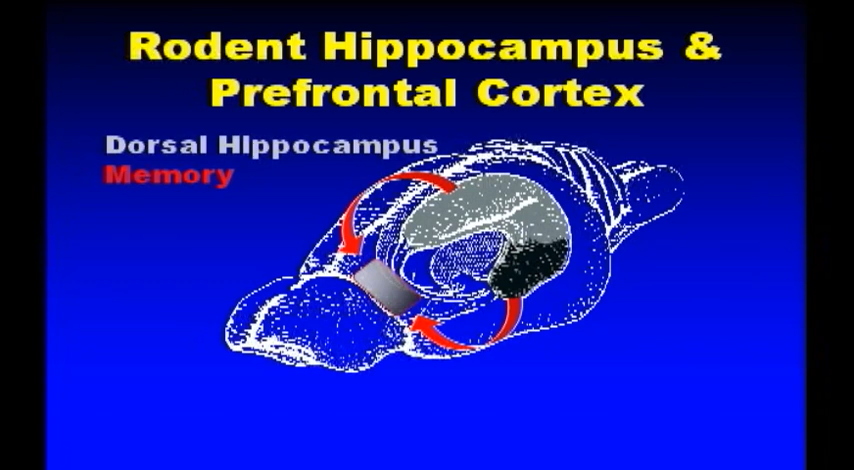 Rodent Hippocampus &
Prefrontal Cortex
Dorsal Hippocampus
Memory